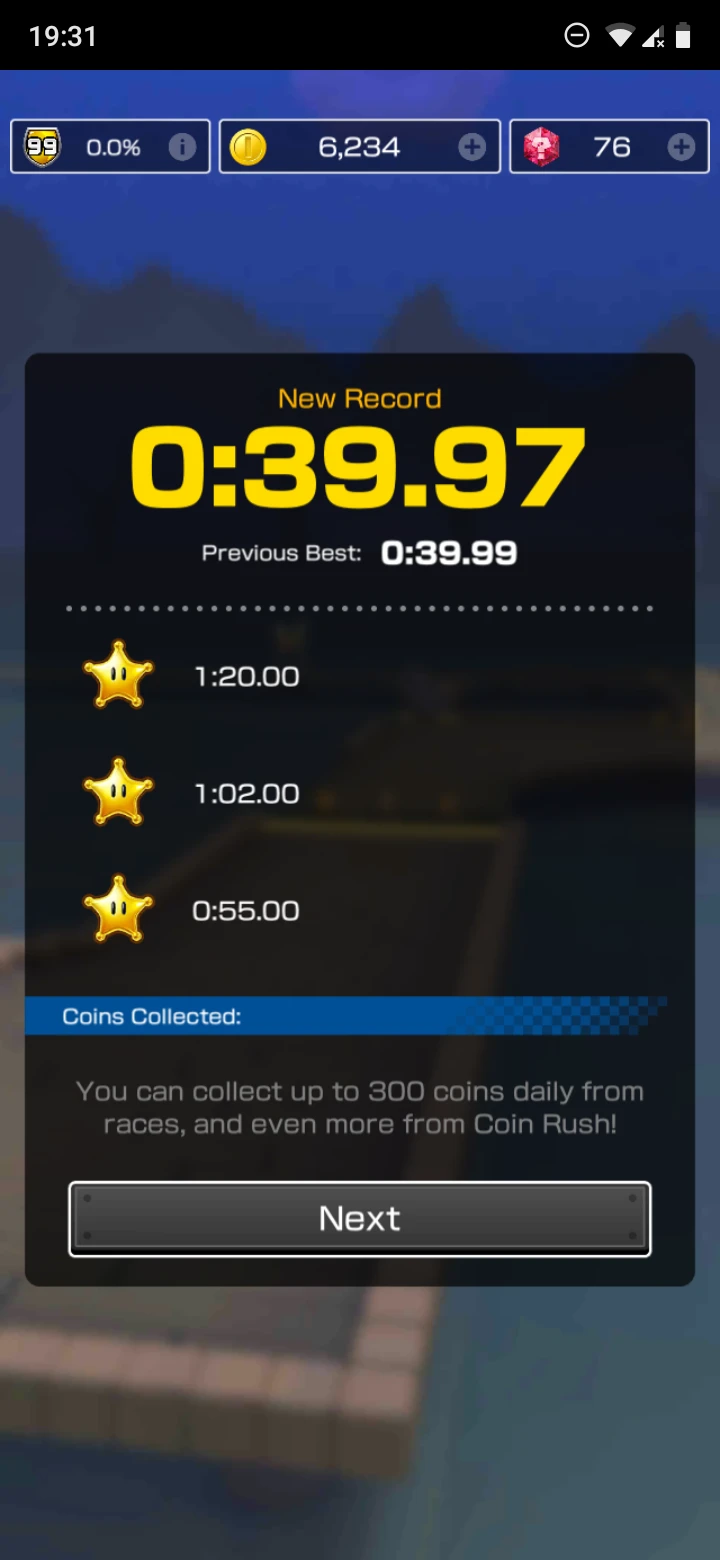 19:31
99 0.0% i 6,234 + ? 76 +
New Record
0:39.97
Previous Best: 0:39.99
1:20.00
1:02.00
0:55.00
Coins Collected:
You can collect up to 300 coins daily from
races, and even more from Coin Rush!
Next